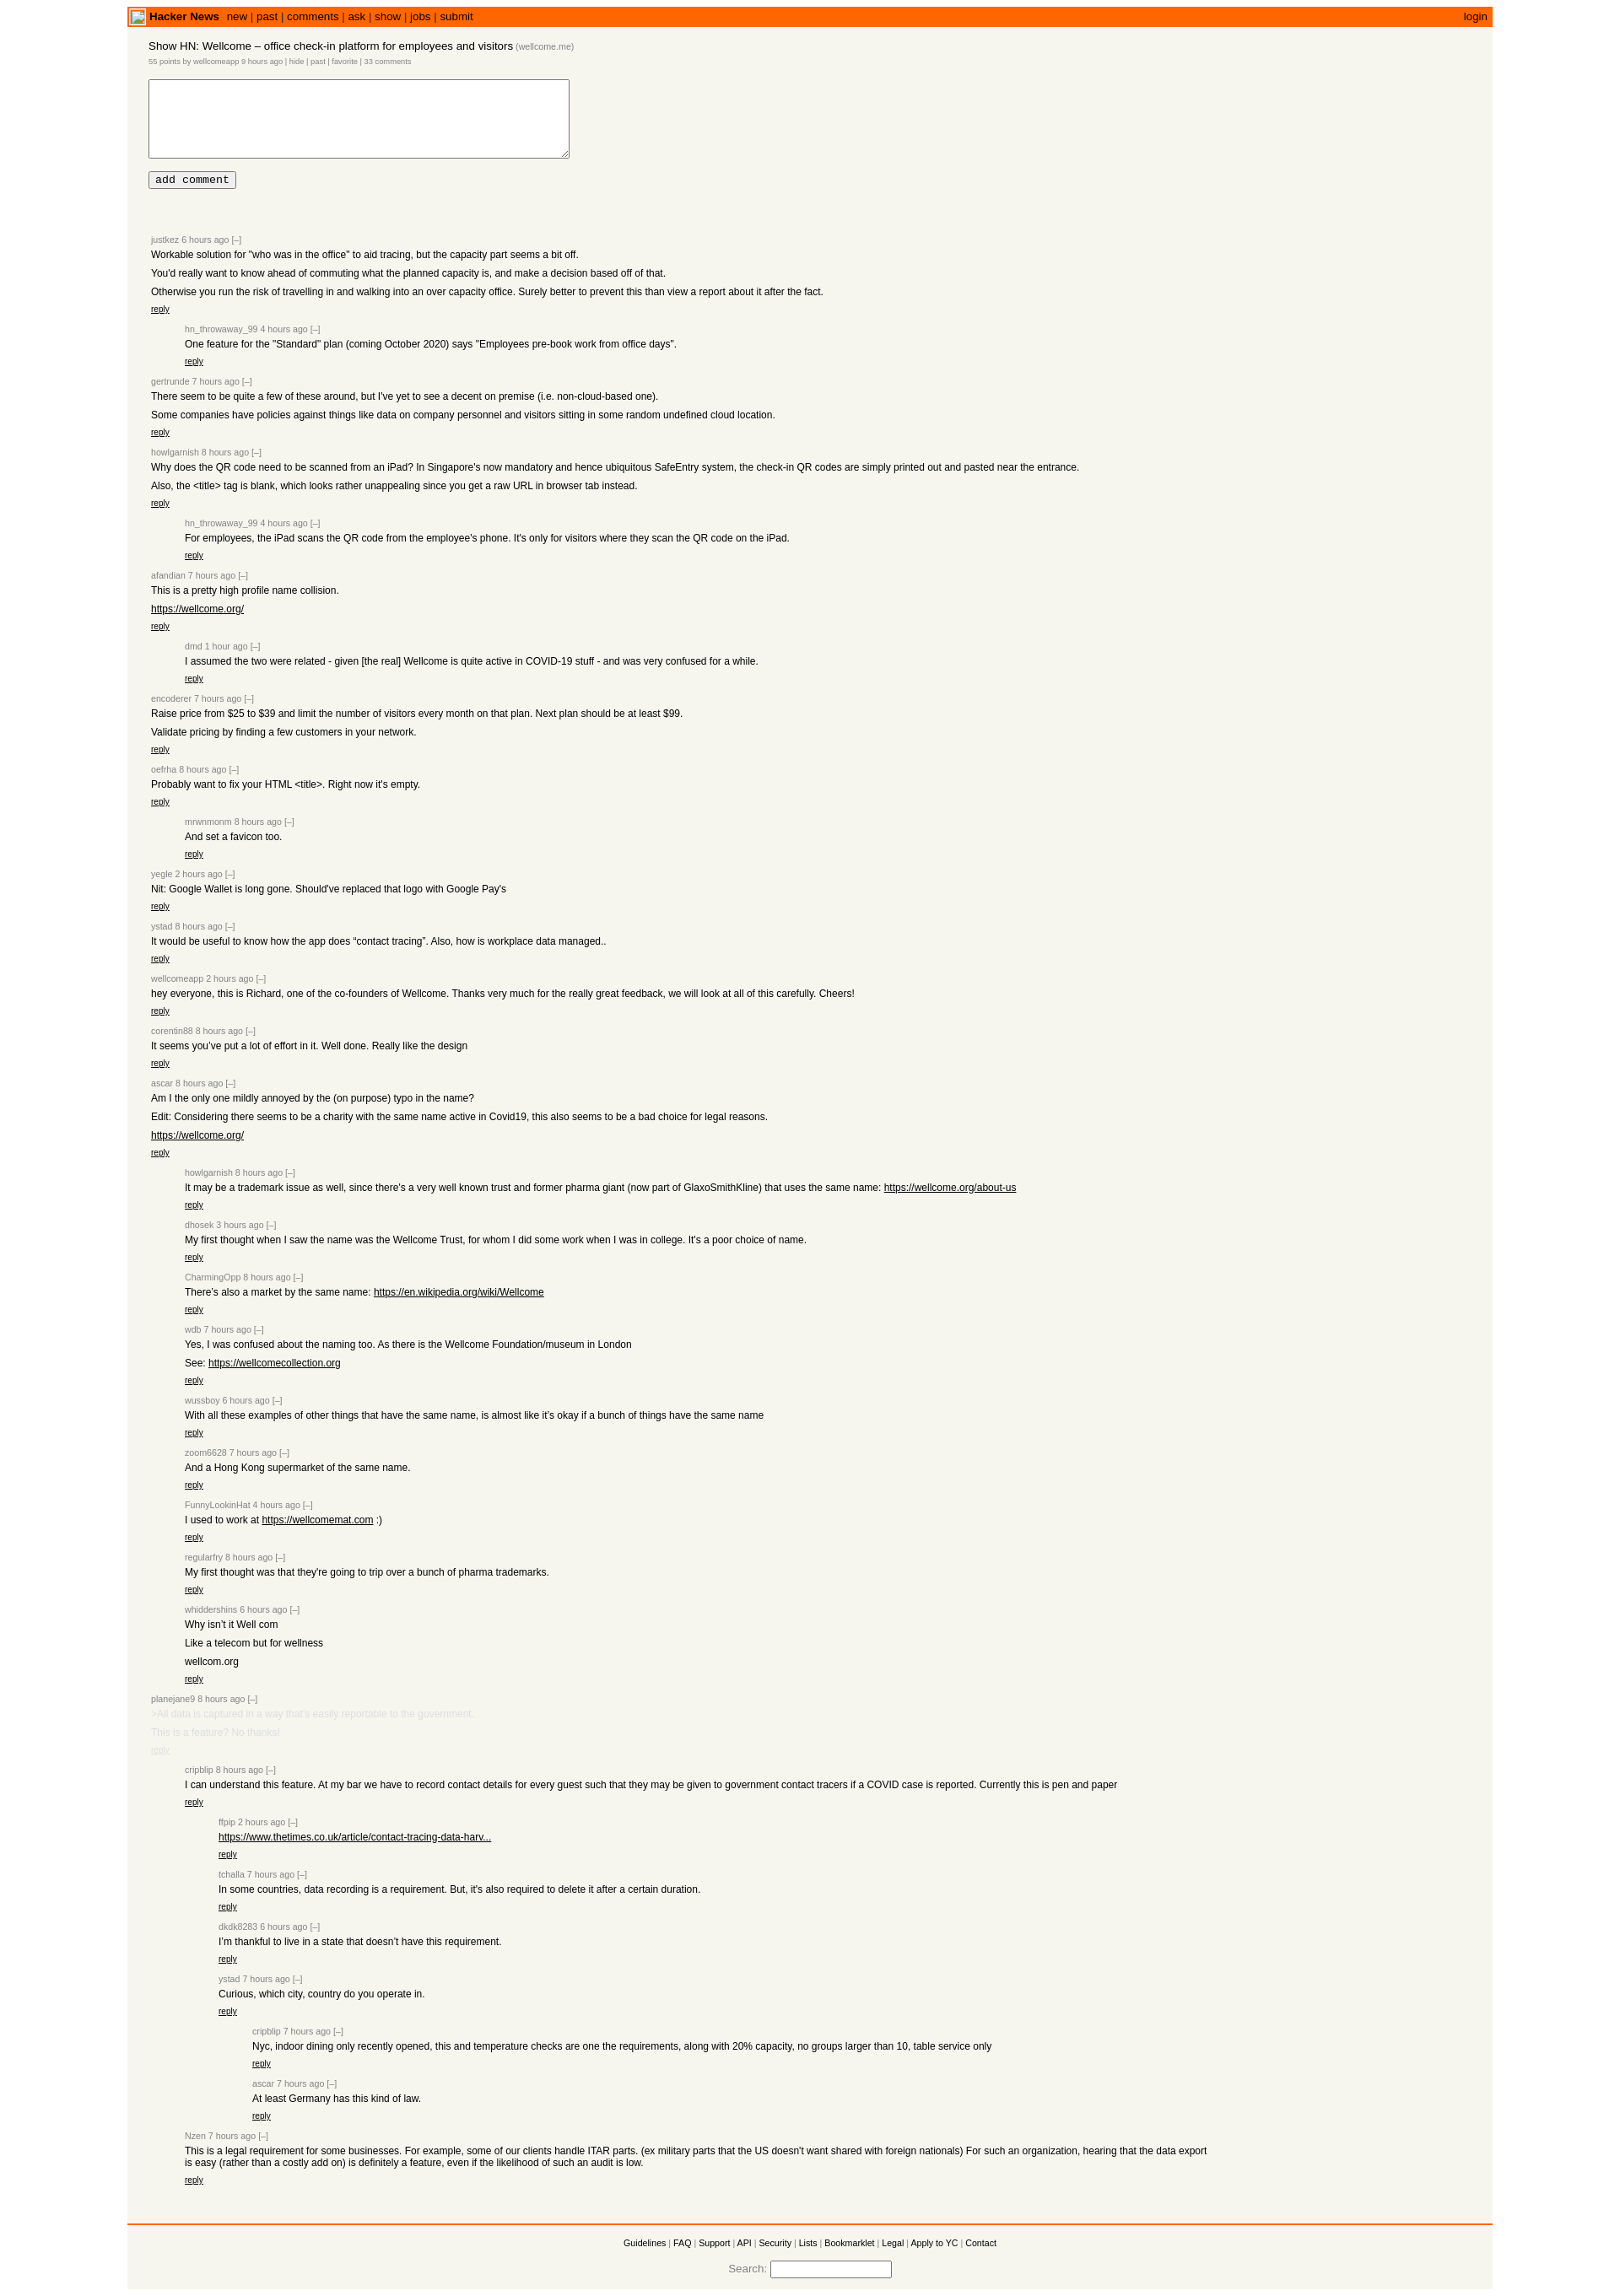 Hacker News new | past | comments | ask | show | jobs | submit login
Show HN: Wellcome – office check-in platform for employees and visitors (wellcome.me)
55 points by wellcomeapp 9 hours ago | hide | past | favorite | 33 comments
add comment
justkez 6 hours ago [–]
Workable solution for "who was in the office" to aid tracing, but the capacity part seems a bit off.
You'd really want to know ahead of commuting what the planned capacity is, and make a decision based off of that.
Otherwise you run the risk of travelling in and walking into an over capacity office. Surely better to prevent this than view a report about it after the fact.
reply
hn_throwaway_99 4 hours ago [–]
One feature for the "Standard" plan (coming October 2020) says "Employees pre-book work from office days".
reply
gertrunde 7 hours ago [–]
There seem to be quite a few of these around, but I've yet to see a decent on premise (i.e. non-cloud-based one).
Some companies have policies against things like data on company personnel and visitors sitting in some random undefined cloud location.
reply
howlgarnish 8 hours ago [–]
Why does the QR code need to be scanned from an iPad? In Singapore's now mandatory and hence ubiquitous SafeEntry system, the check-in QR codes are simply printed out and pasted near the entrance.
Also, the <title> tag is blank, which looks rather unappealing since you get a raw URL in browser tab instead.
reply
hn_throwaway_99 4 hours ago [–]
For employees, the iPad scans the QR code from the employee's phone. It's only for visitors where they scan the QR code on the iPad.
reply
afandian 7 hours ago [–]
This is a pretty high profile name collision.
https://wellcome.org/
reply
dmd 1 hour ago [–]
I assumed the two were related - given [the real] Wellcome is quite active in COVID-19 stuff - and was very confused for a while.
reply
encoderer 7 hours ago [–]
Raise price from $25 to $39 and limit the number of visitors every month on that plan. Next plan should be at least $99.
Validate pricing by finding a few customers in your network.
reply
oefrha 8 hours ago [–]
Probably want to fix your HTML <title>. Right now it's empty.
reply
mrwnmonm 8 hours ago [–]
And set a favicon too.
reply
yegle 2 hours ago [–]
Nit: Google Wallet is long gone. Should've replaced that logo with Google Pay's
reply
ystad 8 hours ago [–]
It would be useful to know how the app does “contact tracing”. Also, how is workplace data managed..
reply
wellcomeapp 2 hours ago [–]
hey everyone, this is Richard, one of the co-founders of Wellcome. Thanks very much for the really great feedback, we will look at all of this carefully. Cheers!
reply
corentin88 8 hours ago [–]
It seems you’ve put a lot of effort in it. Well done. Really like the design
reply
ascar 8 hours ago [–]
Am I the only one mildly annoyed by the (on purpose) typo in the name?
Edit: Considering there seems to be a charity with the same name active in Covid19, this also seems to be a bad choice for legal reasons.
https://wellcome.org/
reply
howlgarnish 8 hours ago [–]
It may be a trademark issue as well, since there's a very well known trust and former pharma giant (now part of GlaxoSmithKline) that uses the same name: https://wellcome.org/about-us
reply
dhosek 3 hours ago [–]
My first thought when I saw the name was the Wellcome Trust, for whom I did some work when I was in college. It's a poor choice of name.
reply
CharmingOpp 8 hours ago [–]
There’s also a market by the same name: https://en.wikipedia.org/wiki/Wellcome
reply
wdb 7 hours ago [–]
Yes, I was confused about the naming too. As there is the Wellcome Foundation/museum in London
See: https://wellcomecollection.org
reply
wussboy 6 hours ago [–]
With all these examples of other things that have the same name, is almost like it’s okay if a bunch of things have the same name
reply
zoom6628 7 hours ago [–]
And a Hong Kong supermarket of the same name.
reply
FunnyLookinHat 4 hours ago [–]
I used to work at https://wellcomemat.com :)
reply
regularfry 8 hours ago [–]
My first thought was that they're going to trip over a bunch of pharma trademarks.
reply
whiddershins 6 hours ago [–]
Why isn’t it Well com
Like a telecom but for wellness
wellcom.org
reply
planejane9 8 hours ago [–]
>All data is captured in a way that's easily reportable to the government.
This is a feature? No thanks!
reply
cripblip 8 hours ago [–]
I can understand this feature. At my bar we have to record contact details for every guest such that they may be given to government contact tracers if a COVID case is reported. Currently this is pen and paper
reply
ffpip 2 hours ago [–]
https://www.thetimes.co.uk/article/contact-tracing-data-harv...
reply
tchalla 7 hours ago [–]
In some countries, data recording is a requirement. But, it's also required to delete it after a certain duration.
reply
dkdk8283 6 hours ago [–]
I’m thankful to live in a state that doesn’t have this requirement.
reply
ystad 7 hours ago [–]
Curious, which city, country do you operate in.
reply
cripblip 7 hours ago [–]
Nyc, indoor dining only recently opened, this and temperature checks are one the requirements, along with 20% capacity, no groups larger than 10, table service only
reply
ascar 7 hours ago [–]
At least Germany has this kind of law.
reply
Nzen 7 hours ago [–]
This is a legal requirement for some businesses. For example, some of our clients handle ITAR parts. (ex military parts that the US doesn't want shared with foreign nationals) For such an organization, hearing that the data export
is easy (rather than a costly add on) is definitely a feature, even if the likelihood of such an audit is low.
reply
Guidelines | FAQ | Support | API | Security | Lists | Bookmarklet | Legal | Apply to YC | Contact
Search: